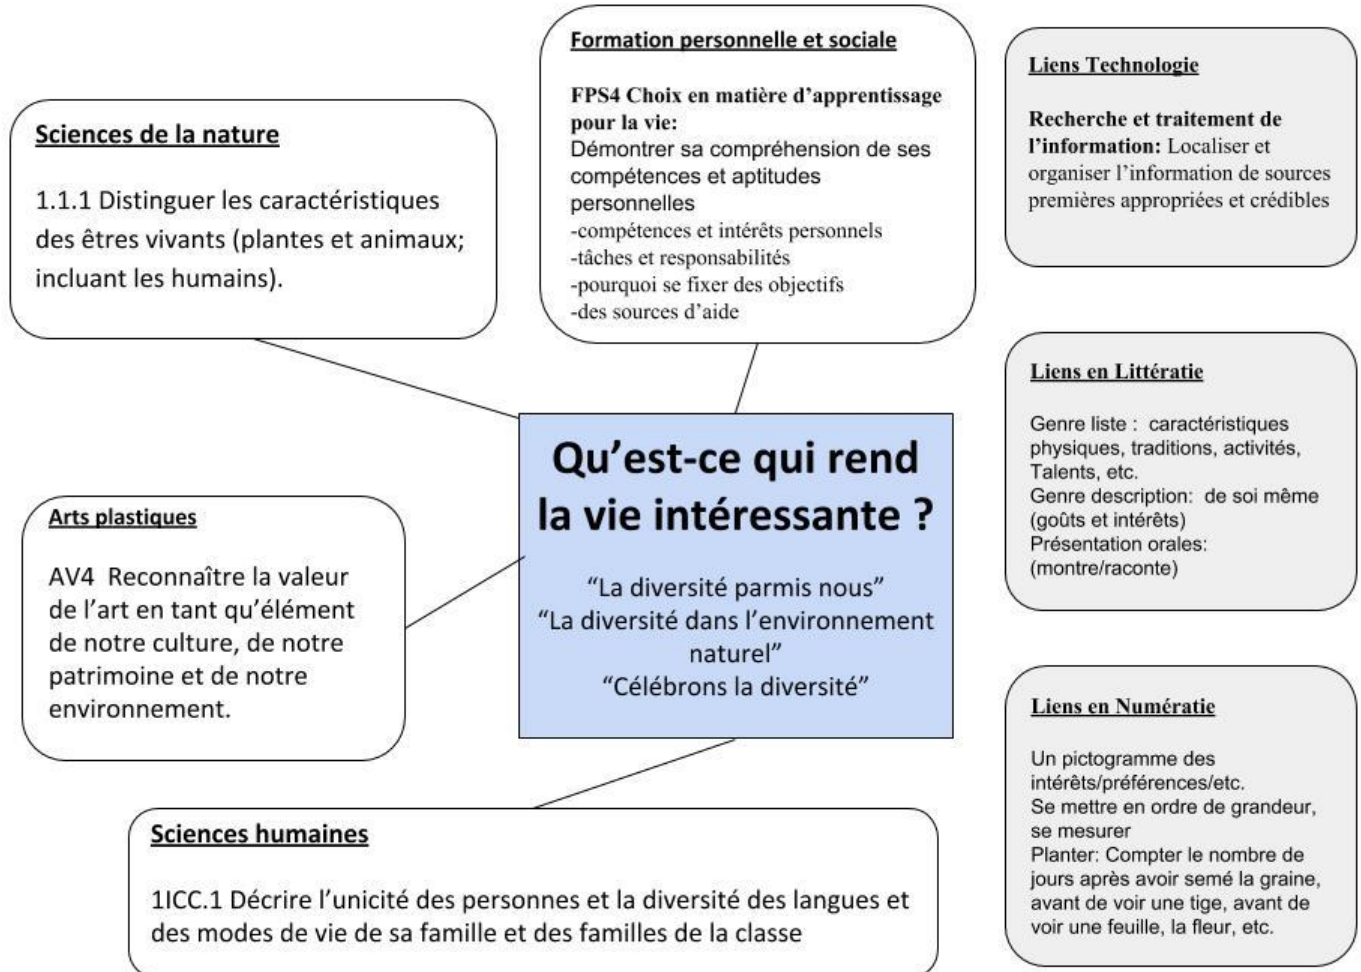 Formation personnelle et sociale
FPS4 Choix en matière d’apprentissage
pour la vie:
Démontrer sa compréhension de ses
compétences et aptitudes
personnelles
-compétences et intérêts personnels
-tâches et responsabilités
-pourquoi se fixer des objectifs
-des sources d’aide
Liens Technologie
Recherche et traitement de
l’information: Localiser et
organiser l’information de sources
premières appropriées et crédibles
Sciences de la nature
1.1.1 Distinguer les caractéristiques
des êtres vivants (plantes et animaux;
incluant les humains).
Liens en Littératie
Genre liste : caractéristiques
physiques, traditions, activités,
Talents, etc.
Genre description: de soi même
(goûts et intérêts)
Présentation orales:
(montre/raconte)
Qu’est-ce qui rend
la vie intéressante ?
“La diversité parmis nous”
“La diversité dans l’environnement
naturel”
“Célébrons la diversité”
Arts plastiques
AV4 Reconnaître la valeur
de l’art en tant qu’élément
de notre culture, de notre
patrimoine et de notre
environnement.
Liens en Numératie
Un pictogramme des
intérêts/préférences/etc.
Se mettre en ordre de grandeur,
se mesurer
Planter: Compter le nombre de
jours après avoir semé la graine,
avant de voir une tige, avant de
voir une feuille, la fleur, etc.
Sciences humaines
1ICC.1 Décrire l’unicité des personnes et la diversité des langues et
des modes de vie de sa famille et des familles de la classe